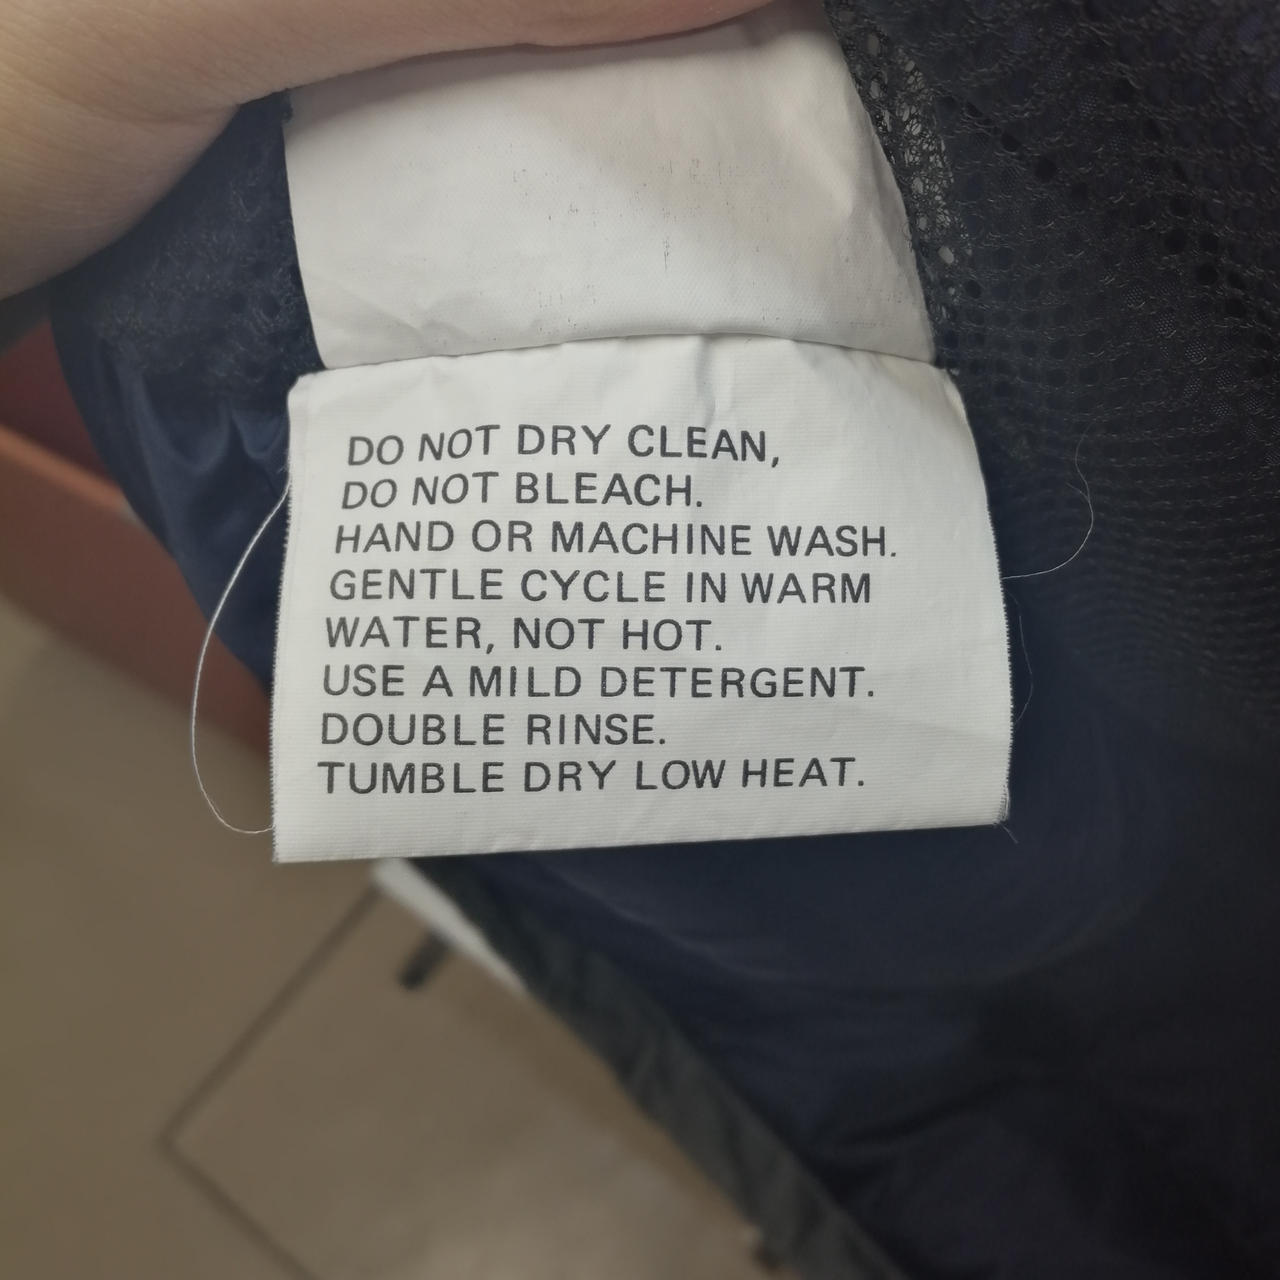 DO NOT DRY CLEAN,
DO NOT BLEACH.
HAND OR MACHINE WASH.
GENTLE CYCLE IN WARM
WATER, NOT HOT.
USE A MILD DETERGENT.
DOUBLE RINSE.
TUMBLE DRY LOW HEAT.